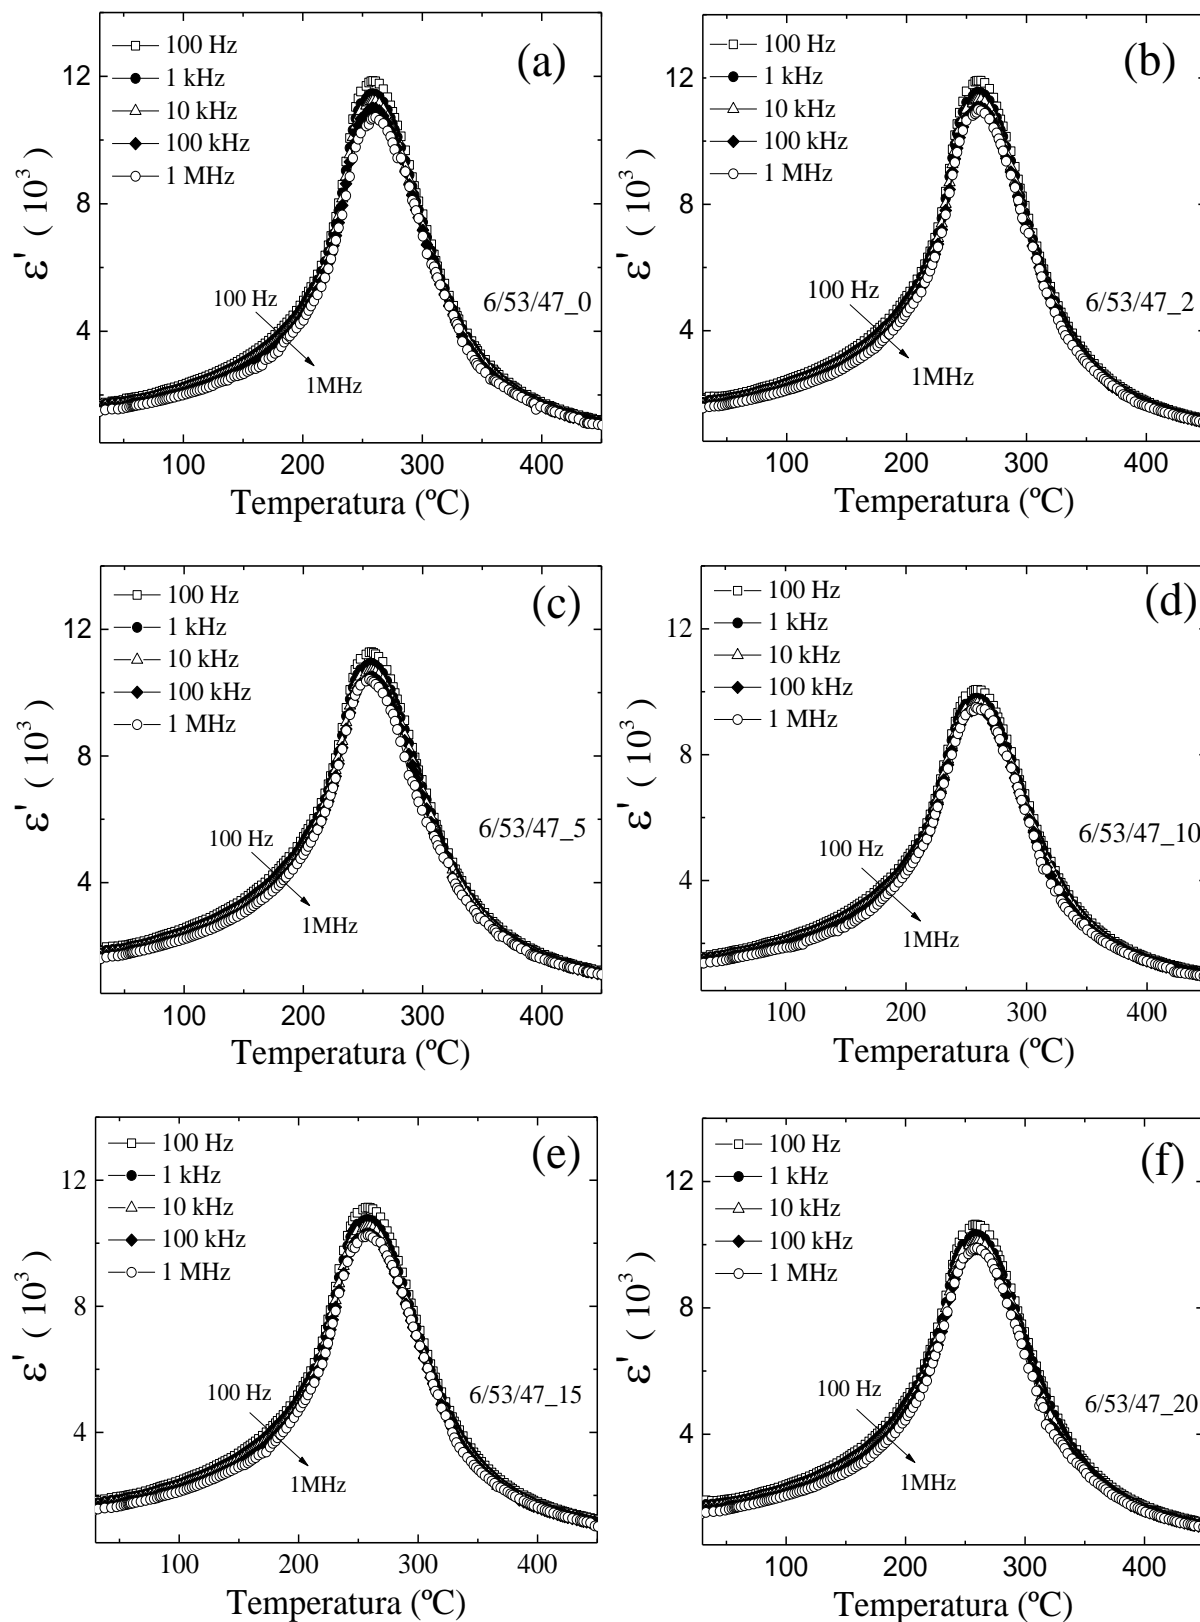 100 Hz
1 kHz
10 kHz
100 kHz
1 MHz
(a)
12
8
4
ε' ( 10³ )
100 Hz
1MHz
6/53/47_0
100 200 300 400
Temperatura (ºC)
100 Hz
1 kHz
10 kHz
100 kHz
1 MHz
(b)
12
8
4
ε' ( 10³ )
100 Hz
1MHz
6/53/47_2
100 200 300 400
Temperatura (ºC)
100 Hz
1 kHz
10 kHz
100 kHz
1 MHz
(c)
12
8
4
ε' ( 10³ )
100 Hz
1MHz
6/53/47_5
100 200 300 400
Temperatura (ºC)
100 Hz
1 kHz
10 kHz
100 kHz
1 MHz
(d)
12
8
4
ε' ( 10³ )
100 Hz
1MHz
6/53/47_10
100 200 300 400
Temperatura (ºC)
100 Hz
1 kHz
10 kHz
100 kHz
1 MHz
(e)
12
8
4
ε' ( 10³ )
100 Hz
1MHz
6/53/47_15
100 200 300 400
Temperatura (ºC)
100 Hz
1 kHz
10 kHz
100 kHz
1 MHz
(f)
12
8
4
ε' ( 10³ )
100 Hz
1MHz
6/53/47_20
100 200 300 400
Temperatura (ºC)